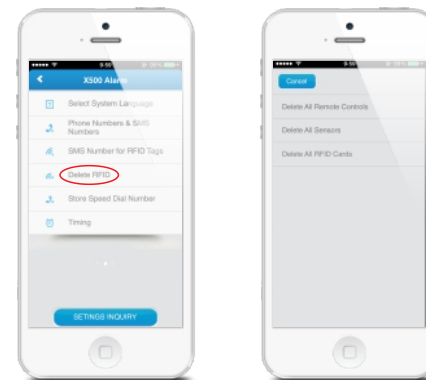 X500 Alarm
Select System Language
Phone Numbers & SMS
Numbers
SMS Number for RFID Tags
Delete RFID
Store Speed Dial Number
Timing
SETINGS INQUIRY
Cancel
Delete All Remote Controls
Delete All Sensors
Delete All RFID Cards